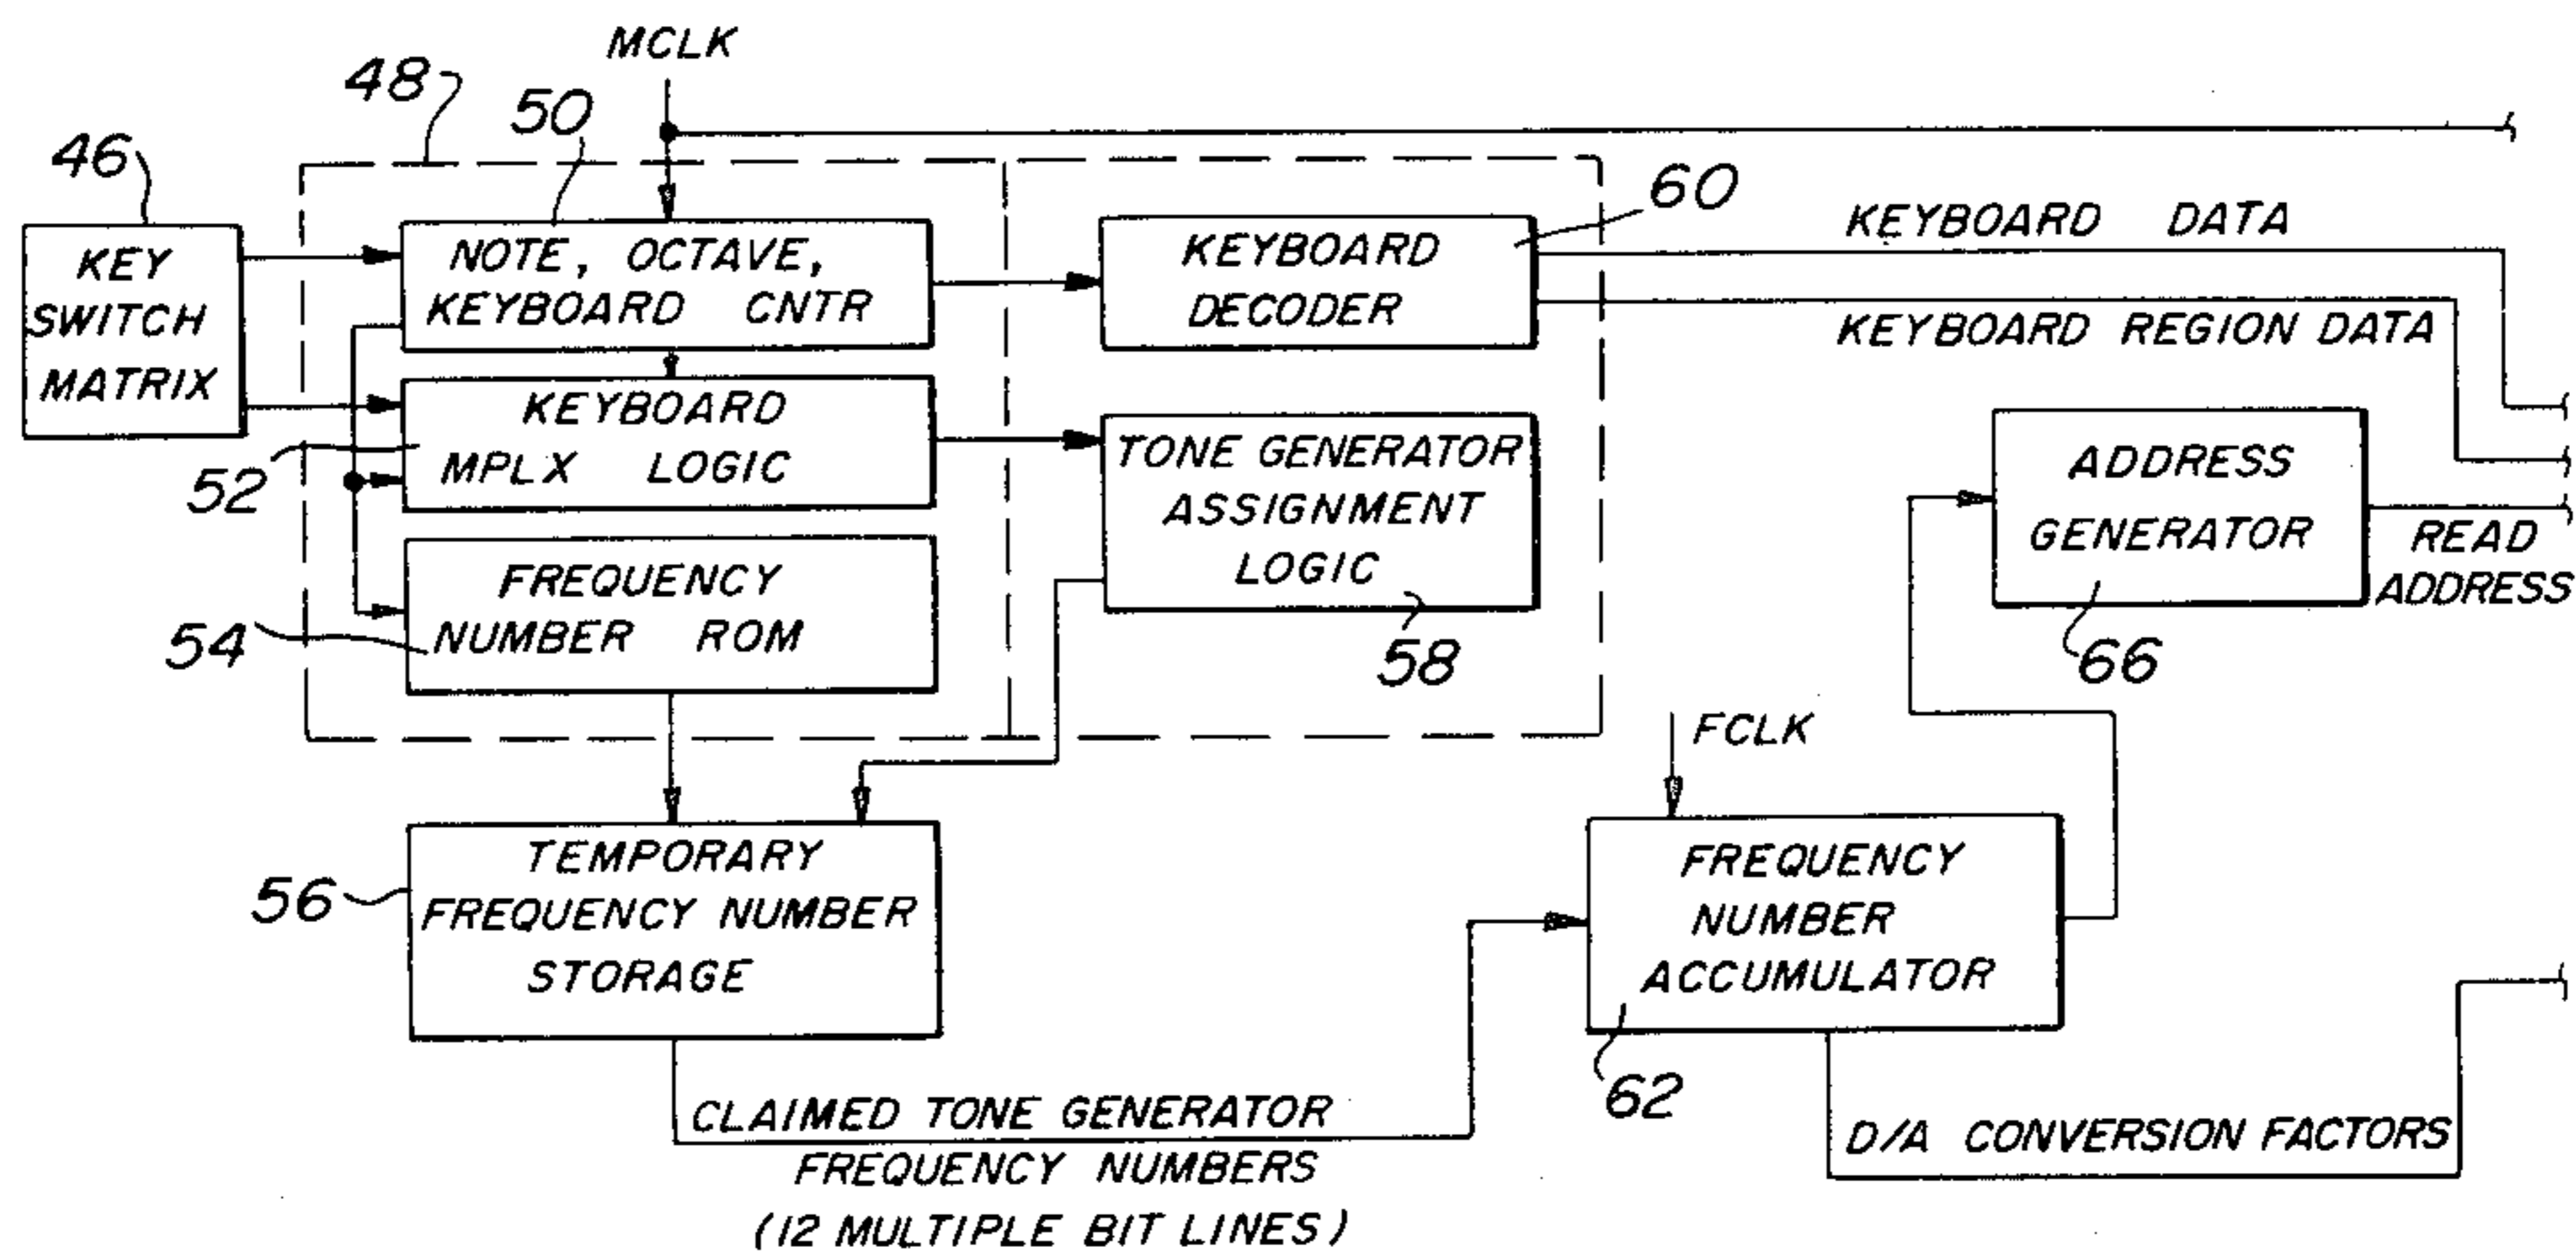 MCLK
48
50
46
60
KEY
SWITCH
MATRIX
NOTE, OCTAVE,
KEYBOARD CNTR
KEYBOARD
DECODER
KEYBOARD DATA
KEYBOARD REGION DATA
KEYBOARD
MPLX LOGIC
52
TONE GENERATOR
ASSIGNMENT
LOGIC
58
ADDRESS
GENERATOR
66
READ
ADDRESS
FREQUENCY
NUMBER ROM
54
FCLK
TEMPORARY
FREQUENCY NUMBER
STORAGE
56
FREQUENCY
NUMBER
ACCUMULATOR
62
CLAIMED TONE GENERATOR
FREQUENCY NUMBERS
(12 MULTIPLE BIT LINES)
D/A CONVERSION FACTORS